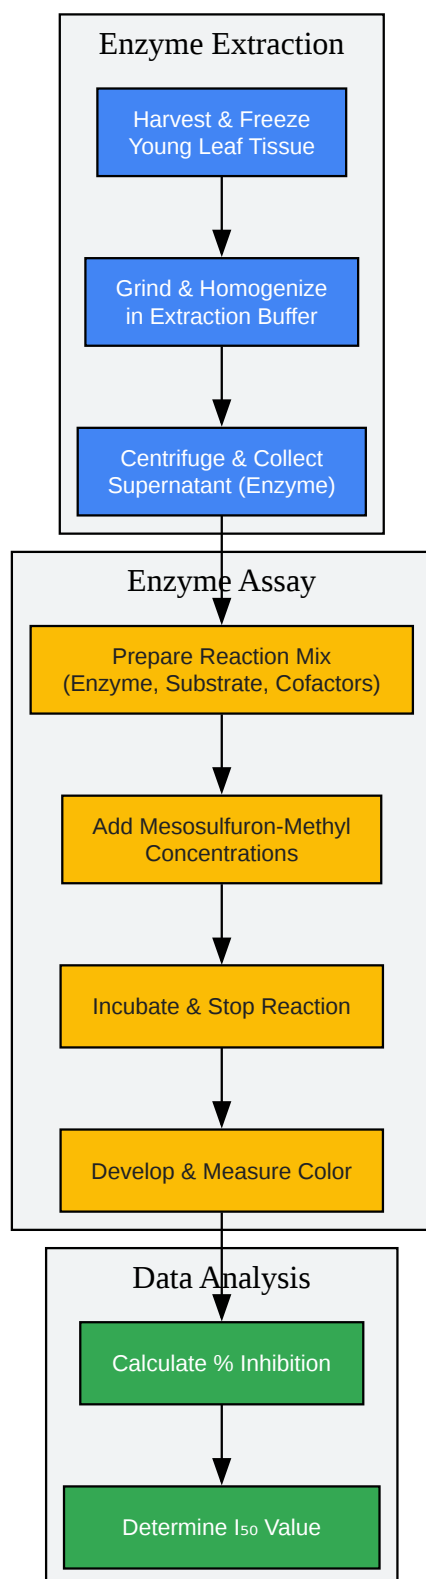 Enzyme Extraction
Harvest & Freeze
Young Leaf Tissue
Grind & Homogenize
in Extraction Buffer
Centrifuge & Collect
Supernatant (Enzyme)
Enzyme Assay
Prepare Reaction Mix
(Enzyme, Substrate, Cofactors)
Add Mesosulfuron-Methyl
Concentrations
Incubate & Stop Reaction
Develop & Measure Color
Data Analysis
Calculate % Inhibition
Determine I₅₀ Value